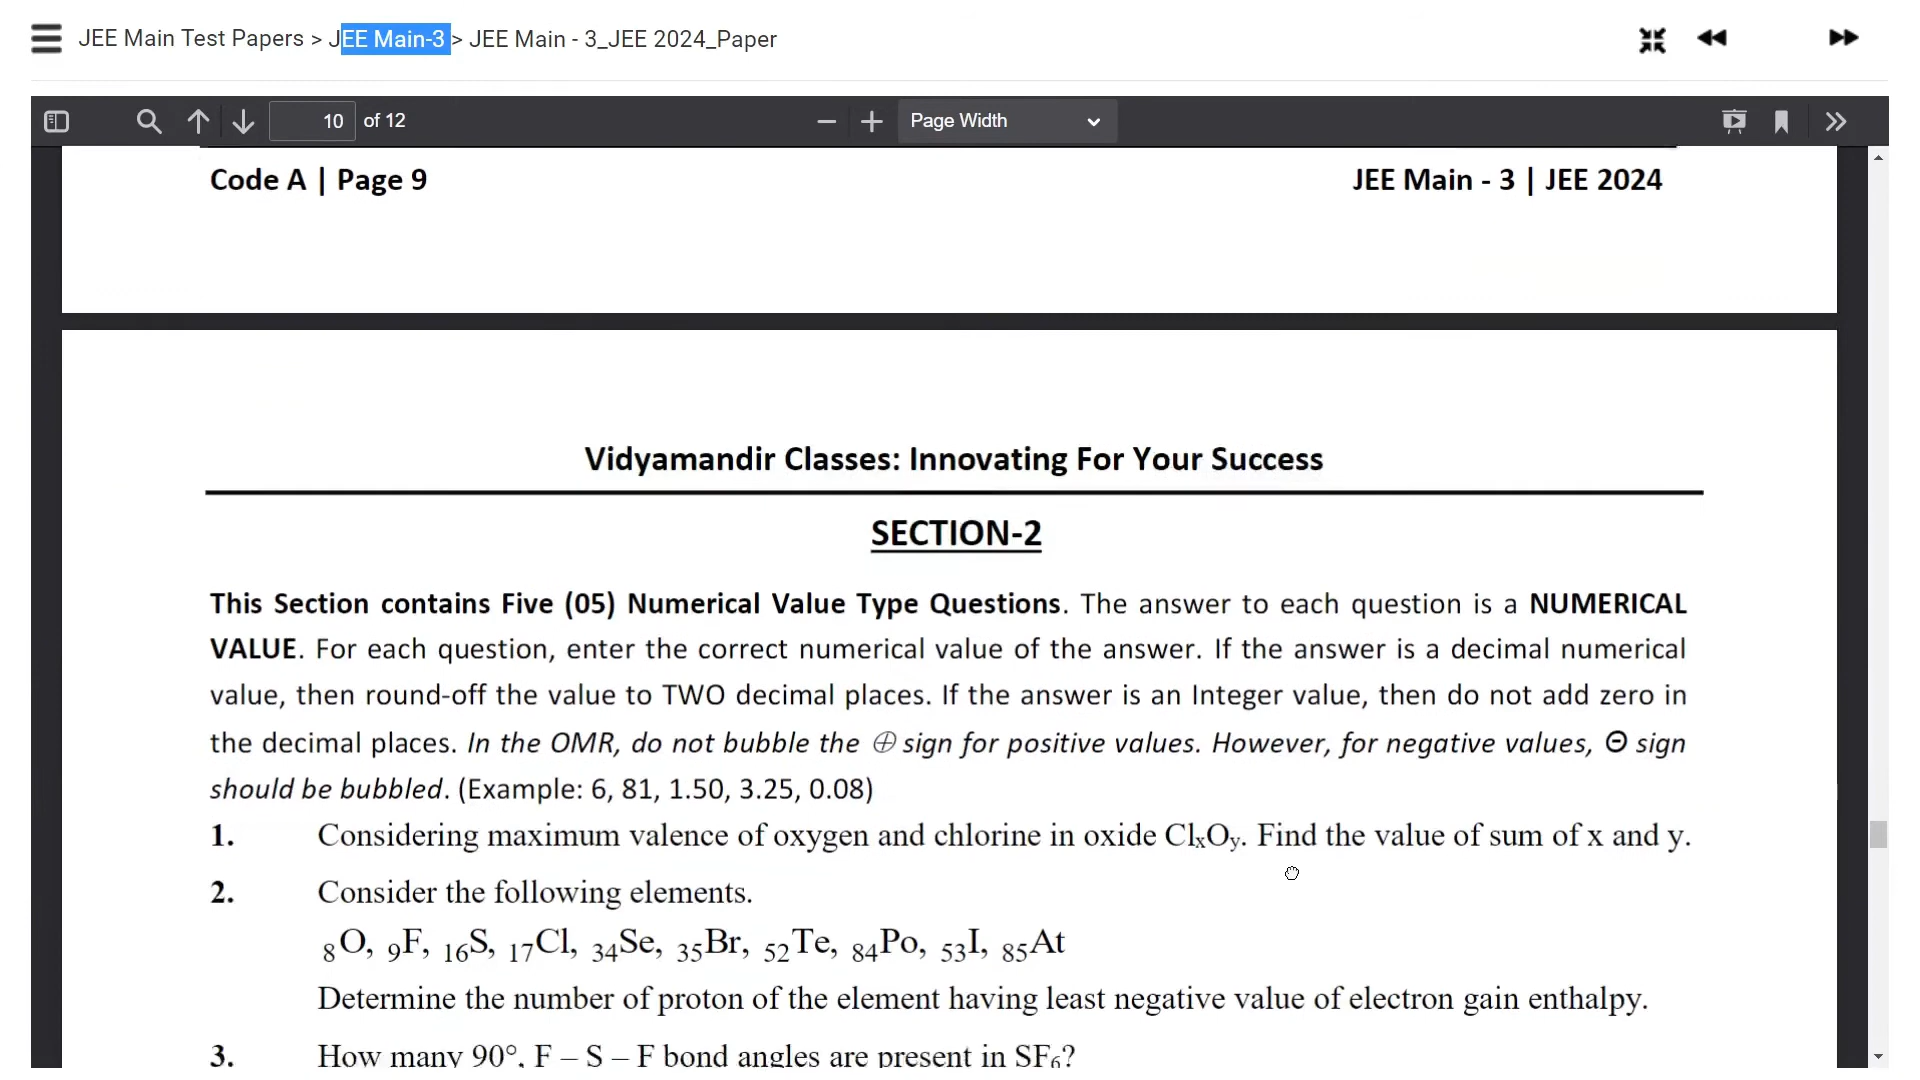 JEE Main Test Papers > JEE Main-3 > JEE Main - 3_JEE 2024_Paper
10 of 12 Page Width
Code A | Page 9 JEE Main - 3 | JEE 2024
Vidyamandir Classes: Innovating For Your Success
SECTION-2
This Section contains Five (05) Numerical Value Type Questions. The answer to each question is a NUMERICAL
VALUE. For each question, enter the correct numerical value of the answer. If the answer is a decimal numerical
value, then round-off the value to TWO decimal places. If the answer is an Integer value, then do not add zero in
the decimal places. In the OMR, do not bubble the ⊕ sign for positive values. However, for negative values, ⊖ sign
should be bubbled. (Example: 6, 81, 1.50, 3.25, 0.08)
1. Considering maximum valence of oxygen and chlorine in oxide ClₓOᵧ. Find the value of sum of x and y.
2. Consider the following elements.
₈O, ₉F, ₁₆S, ₁₇Cl, ₃₄Se, ₃₅Br, ₅₂Te, ₈₄Po, ₅₃I, ₈₅At
Determine the number of proton of the element having least negative value of electron gain enthalpy.
3. How many 90°, F – S – F bond angles are present in SF₆?